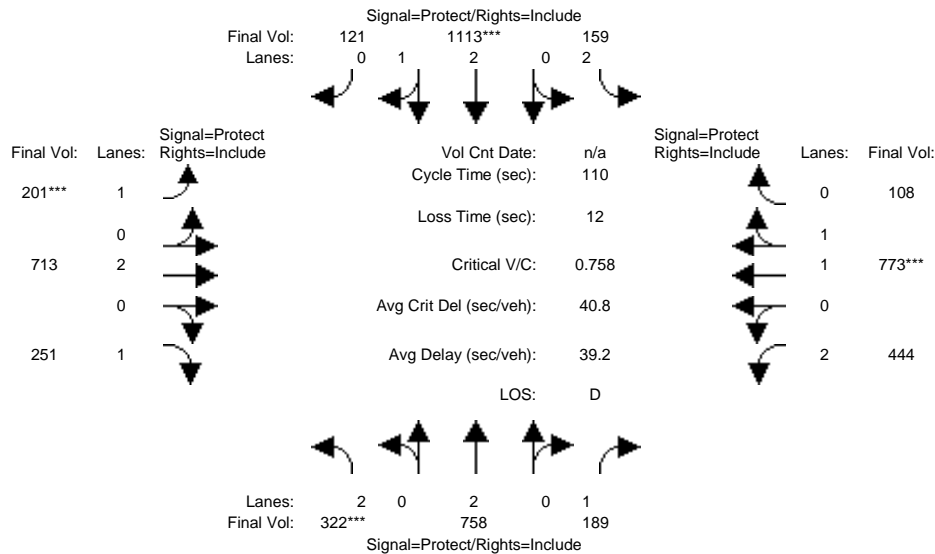 Signal=Protect/Rights=Include
Final Vol: 121 1113*** 159
Lanes: 0 1 2 0 2
Signal=Protect
Final Vol: Lanes: Rights=Include
Vol Cnt Date: n/a
Signal=Protect
Rights=Include Lanes: Final Vol:
Cycle Time (sec): 110
201*** 1
0 108
Loss Time (sec): 12
0
1
713 2
Critical V/C: 0.758
1 773***
0
Avg Crit Del (sec/veh): 40.8
0
251 1
Avg Delay (sec/veh): 39.2
2 444
LOS: D
Lanes: 2 0 2 0 1
Final Vol: 322*** 758 189
Signal=Protect/Rights=Include